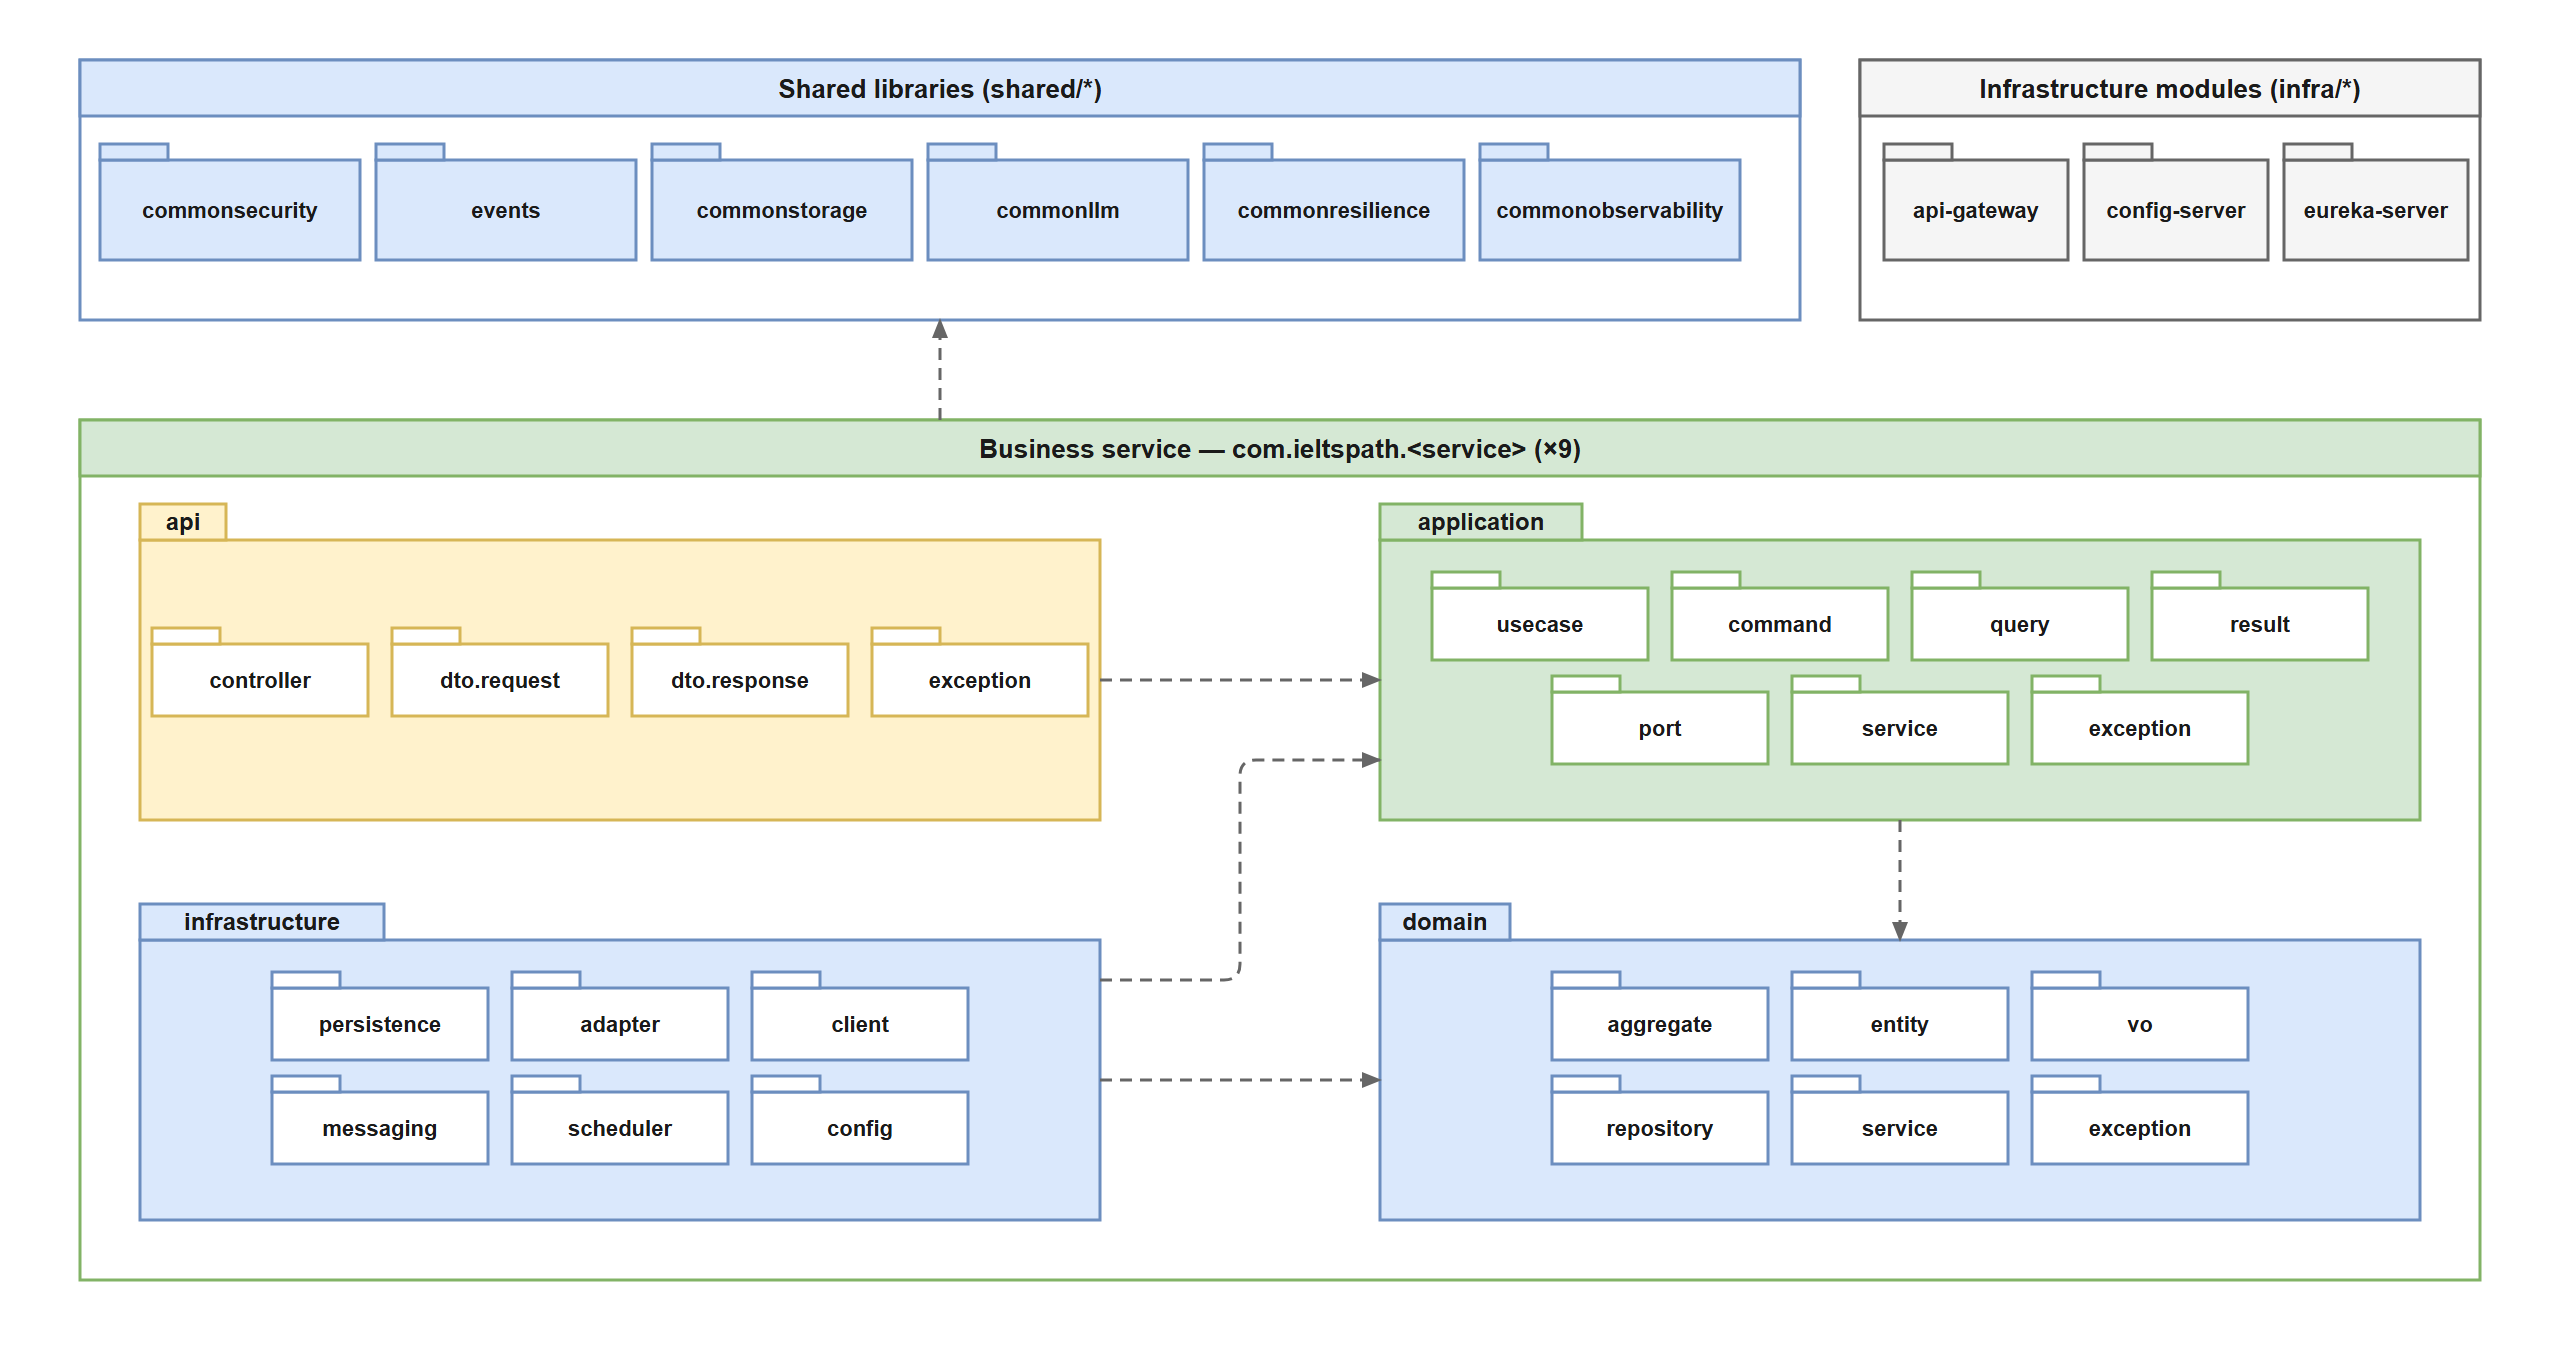 Shared libraries (shared/*)
commonsecurity
events
commonstorage
commonllm
commonresilience
commonobservability
Infrastructure modules (infra/*)
api-gateway
config-server
eureka-server
Business service — com.ieltspath.<service> (×9)
api
controller
dto.request
dto.response
exception
application
usecase
command
query
result
port
service
exception
infrastructure
persistence
adapter
client
messaging
scheduler
config
domain
aggregate
entity
vo
repository
service
exception